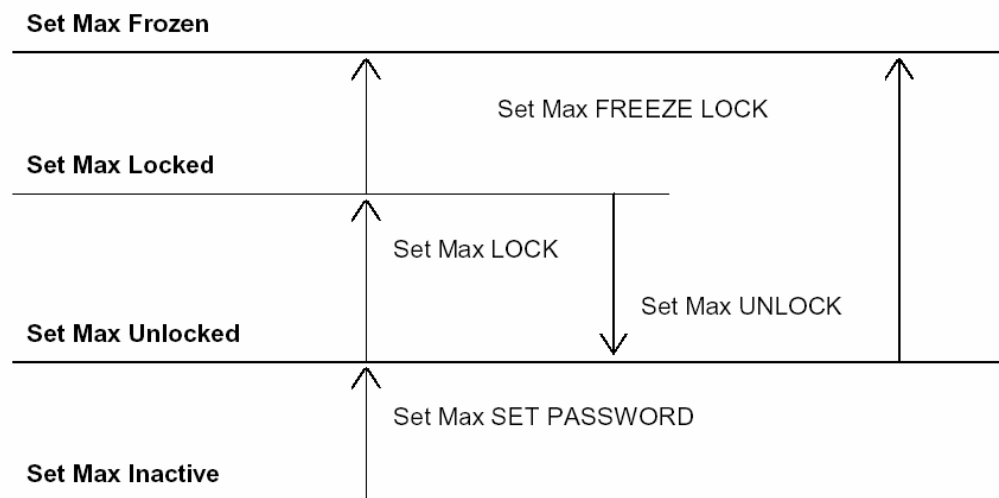 Set Max Frozen
Set Max FREEZE LOCK
Set Max Locked
Set Max LOCK
Set Max UNLOCK
Set Max Unlocked
Set Max SET PASSWORD
Set Max Inactive